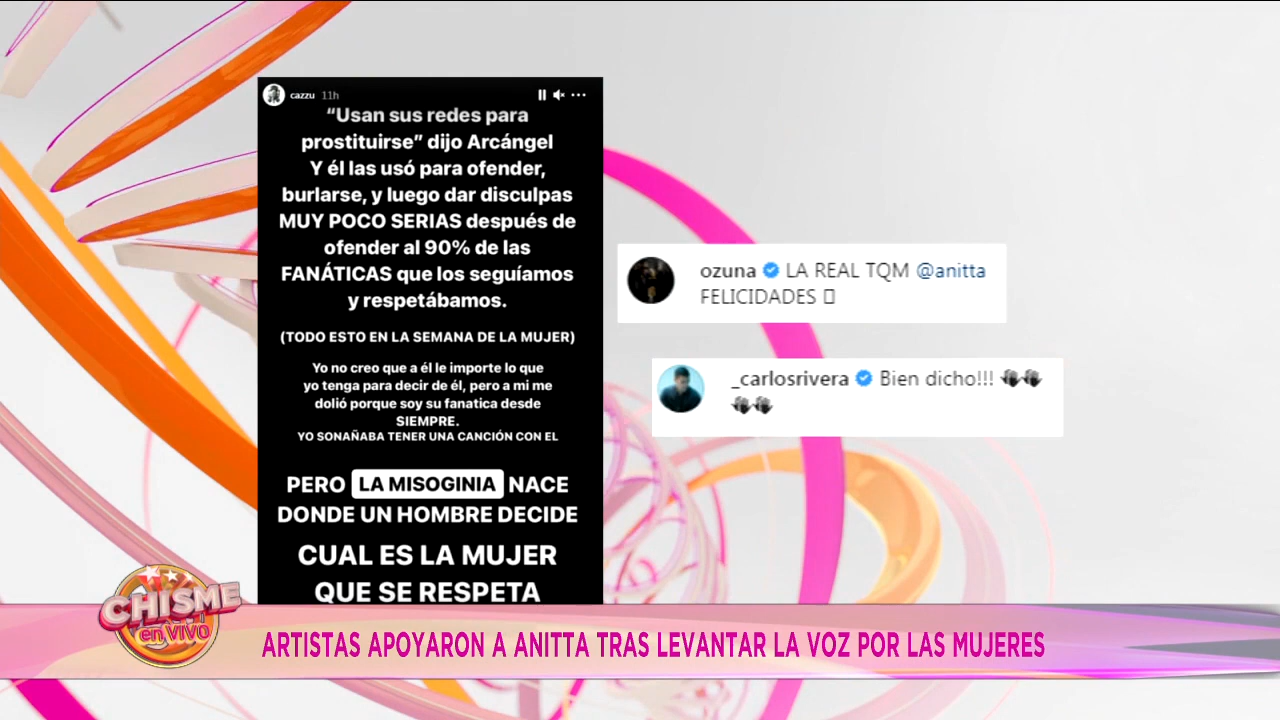 cazzu 11h
“Usan sus redes para
prostituirse” dijo Arcángel
Y él las usó para ofender,
burlarse, y luego dar disculpas
MUY POCO SERIAS después de
ofender al 90% de las
FANÁTICAS que los seguíamos
y respetábamos.
(TODO ESTO EN LA SEMANA DE LA MUJER)
Yo no creo que a él le importe lo que
yo tenga para decir de él, pero a mi me
dolió porque soy su fanatica desde
SIEMPRE.
YO SONAÑABA TENER UNA CANCIÓN CON EL
PERO LA MISOGINIA NACE
DONDE UN HOMBRE DECIDE
CUAL ES LA MUJER
QUE SE RESPETA
ozuna LA REAL TQM @anitta
FELICIDADES
_carlosrivera Bien dicho!!!
CHISME
en VIVO
ARTISTAS APOYARON A ANITTA TRAS LEVANTAR LA VOZ POR LAS MUJERES